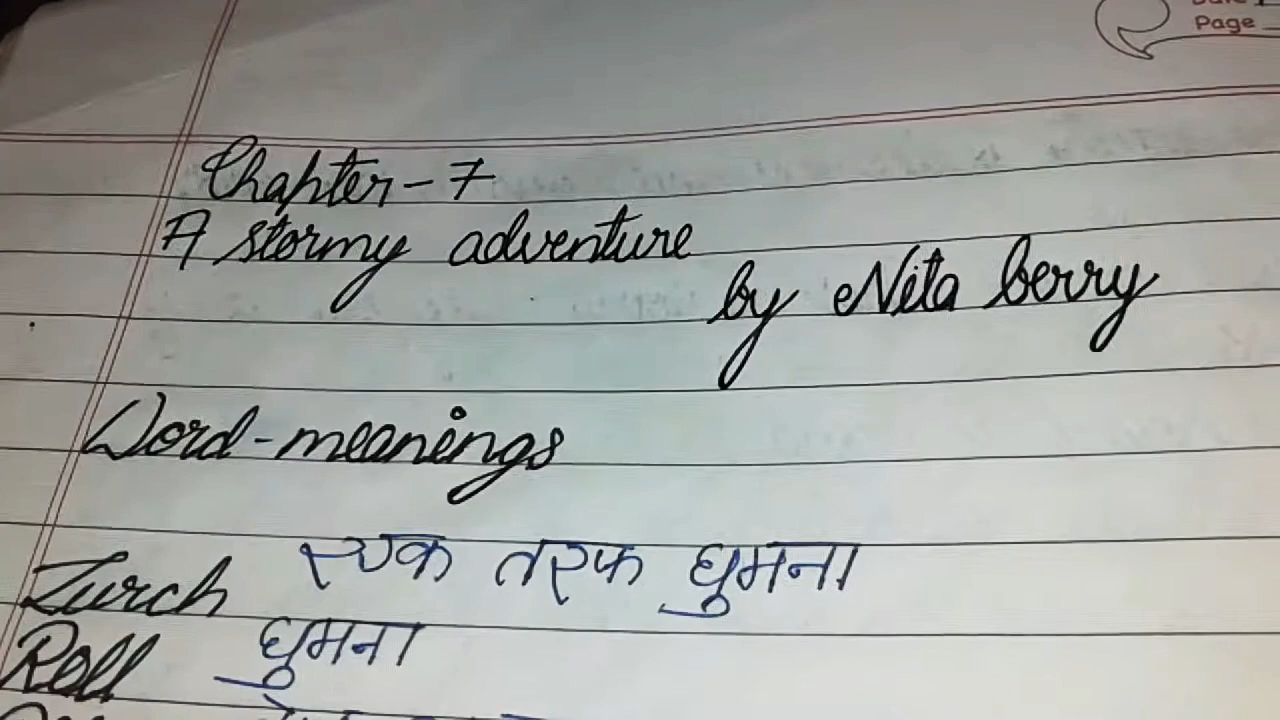 Page
Chapter-7
A stormy adventure
by Nita berry
Word-meanings
Lurch एक तरफ घुमना
Roll घुमना